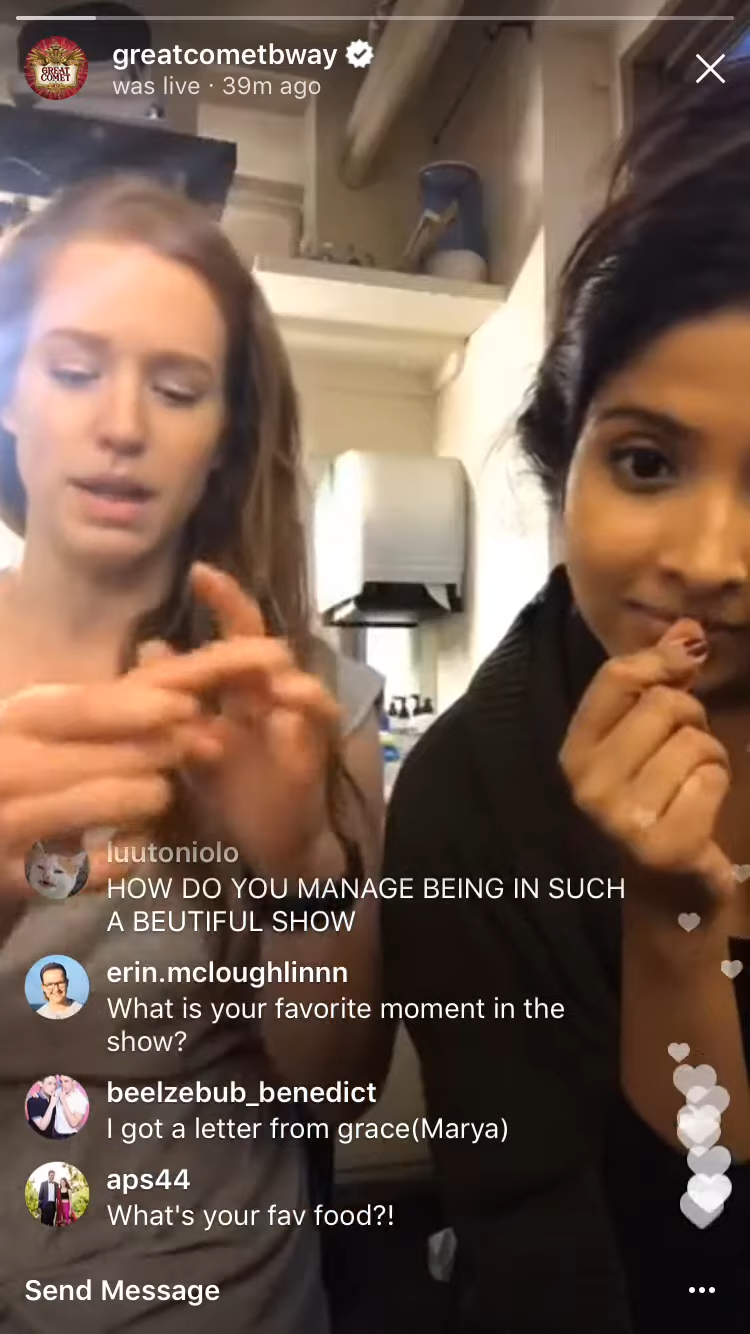 GREAT
COMET
greatcometbway
was live · 39m ago
luutoniolo
HOW DO YOU MANAGE BEING IN SUCH
A BEUTIFUL SHOW
erin.mcloughlinnn
What is your favorite moment in the
show?
beelzebub_benedict
I got a letter from grace(Marya)
aps44
What's your fav food?!
Send Message